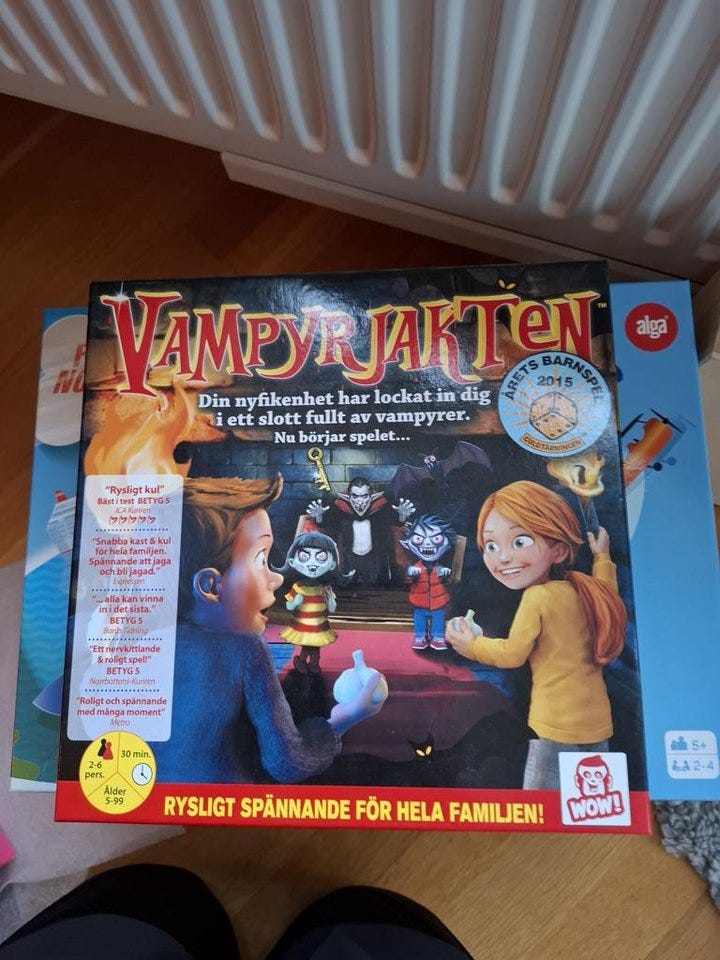 VAMPYRJAKTEN™
Din nyfikenhet har lockat in dig
i ett slott fullt av vampyrer.
Nu börjar spelet...
ÅRETS BARNSPEL
2015
GULDTÄRNINGEN
alga
"Rysligt kul"
Bäst i test BETYG 5
ICA Kuriren
"Snabba kast & kul
för hela familjen.
Spännande att jaga
och bli jagad."
Expressen
"... alla kan vinna
in i det sista."
BETYG 5
Borås Tidning
"Ett nervkittlande
& roligt spel!"
BETYG 5
Norrbottens-Kuriren
"Roligt och spännande
med många moment"
Metro
2-6
pers.
30 min.
Ålder
5-99
RYSLIGT SPÄNNANDE FÖR HELA FAMILJEN!
WOW!
5+
2-4